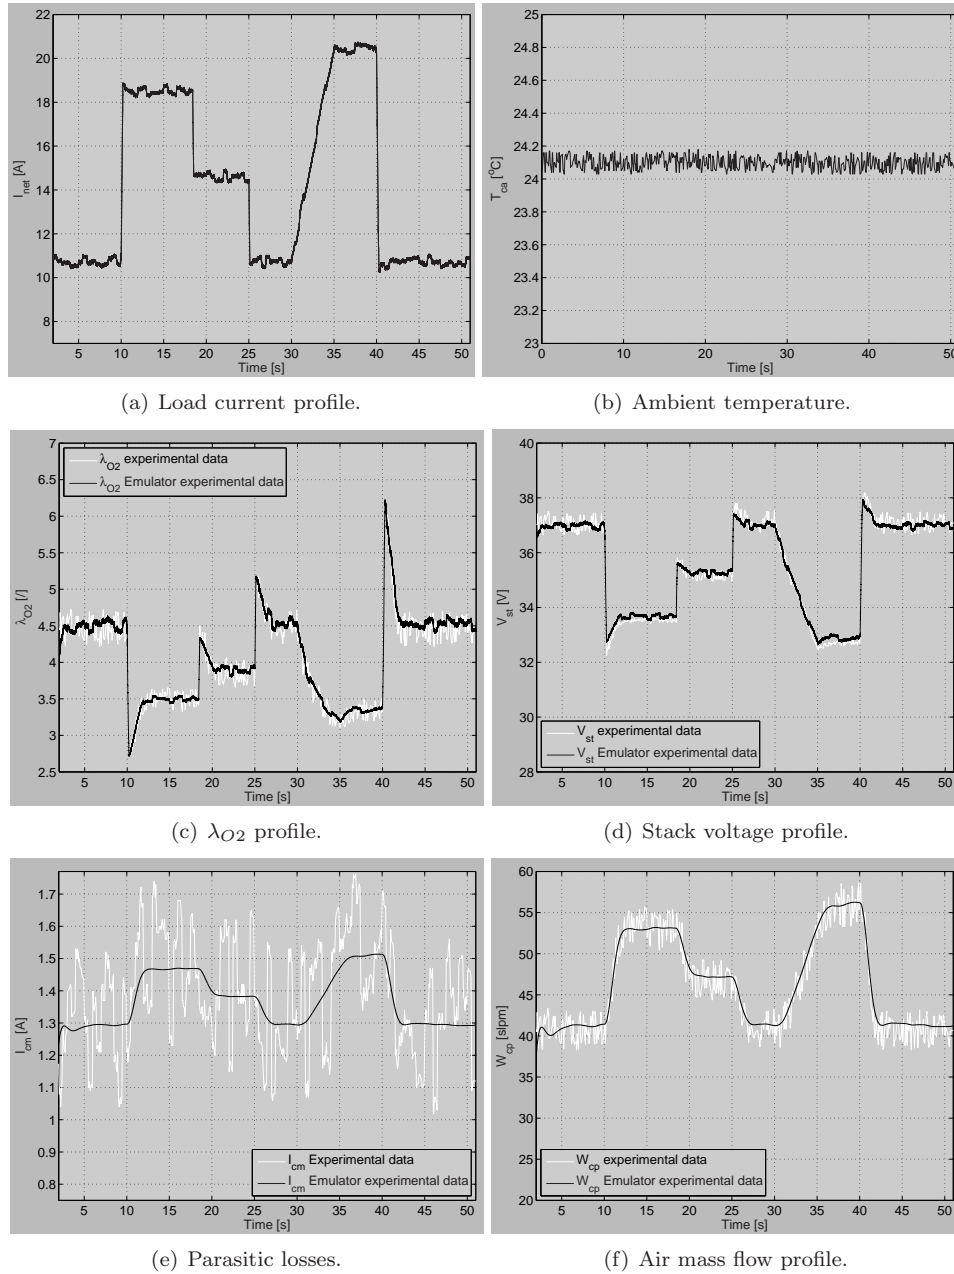 22
20
18
16
14
12
10
8
I_net [A]
5 10 15 20 25 30 35 40 45 50
Time [s]
(a) Load current profile.
25
24.8
24.6
24.4
24.2
24
23.8
23.6
23.4
23.2
23
T_ca [°C]
0 10 20 30 40 50
Time [s]
(b) Ambient temperature.
7
6.5
6
5.5
5
4.5
4
3.5
3
2.5
λ_O2 [/]
λ_O2 experimental data
λ_O2 Emulator experimental data
5 10 15 20 25 30 35 40 45 50
Time [s]
(c) λ_O2 profile.
40
38
36
34
32
30
28
V_st [V]
V_st experimental data
V_st Emulator experimental data
5 10 15 20 25 30 35 40 45 50
Time [s]
(d) Stack voltage profile.
1.7
1.6
1.5
1.4
1.3
1.2
1.1
1
0.9
0.8
I_cm [A]
I_cm Experimental data
I_cm Emulator experimental data
5 10 15 20 25 30 35 40 45 50
Time [s]
(e) Parasitic losses.
60
55
50
45
40
35
30
25
20
W_cp [slpm]
W_cp experimental data
W_cp Emulator experimental data
5 10 15 20 25 30 35 40 45 50
Time [s]
(f) Air mass flow profile.